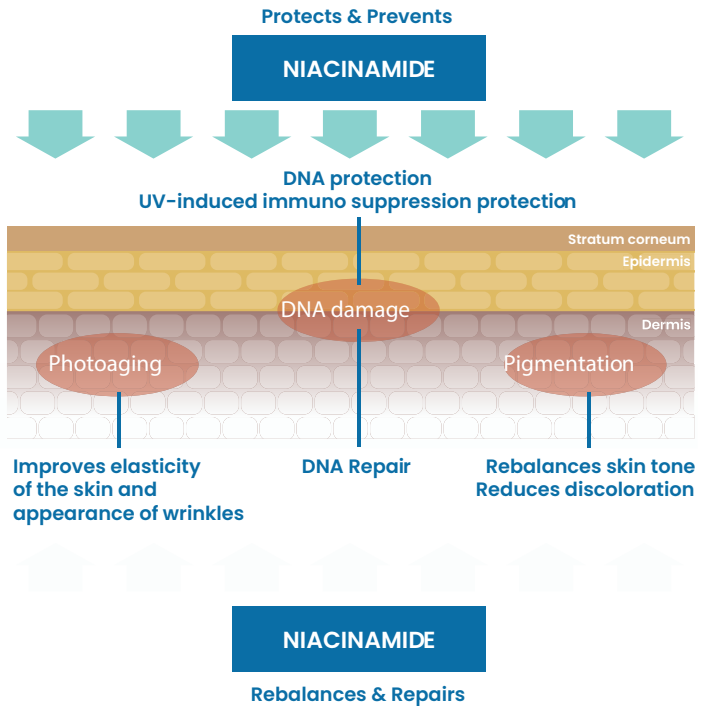 Protects & Prevents
NIACINAMIDE
DNA protection
UV-induced immuno suppression protection
Stratum corneum
Epidermis
DNA damage
Dermis
Photoaging
Pigmentation
Improves elasticity
of the skin and
appearance of wrinkles
DNA Repair
Rebalances skin tone
Reduces discoloration
NIACINAMIDE
Rebalances & Repairs